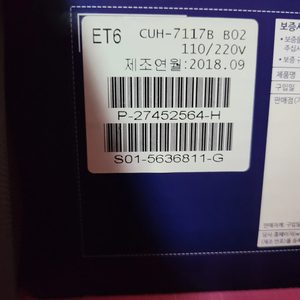 ET6 CUH-7117B B02
110/220V
제조연월:2018.09
P-27452564-H
S01-5636811-G
보증사
제품명
구입일
판매점